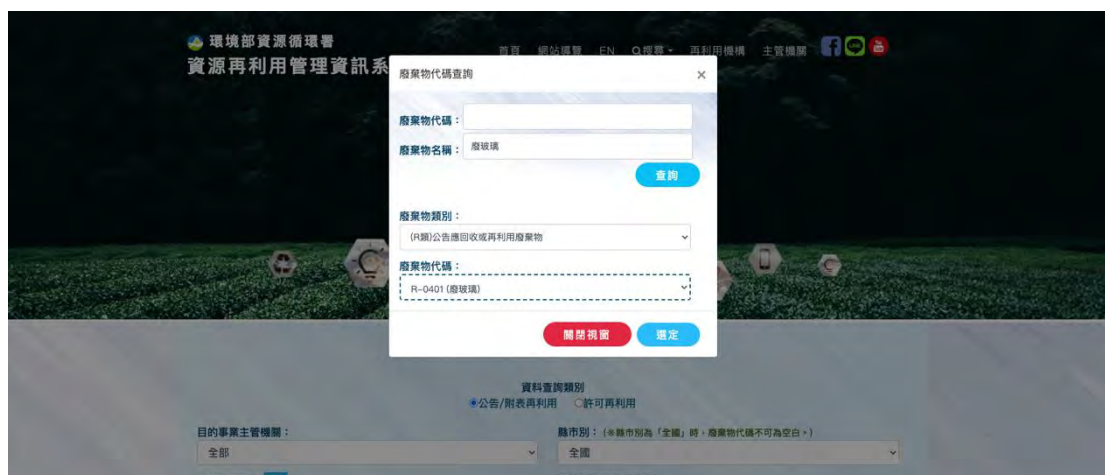 環境部資源循環署
首頁 網站導覽 EN 搜尋 再利用機構 主管機關
資源再利用管理資訊系
廢棄物代碼查詢 ×
廢棄物代碼：
廢棄物名稱： 廢玻璃
查詢
廢棄物類別：
(R類)公告應回收或再利用廢棄物
廢棄物代碼：
R-0401 (廢玻璃)
關閉視窗 選定
資料查詢類別
公告/附表再利用 許可再利用
目的事業主管機關： 縣市別：(※縣市別為「全國」時，廢棄物代碼不可為空白。)
全部 全國